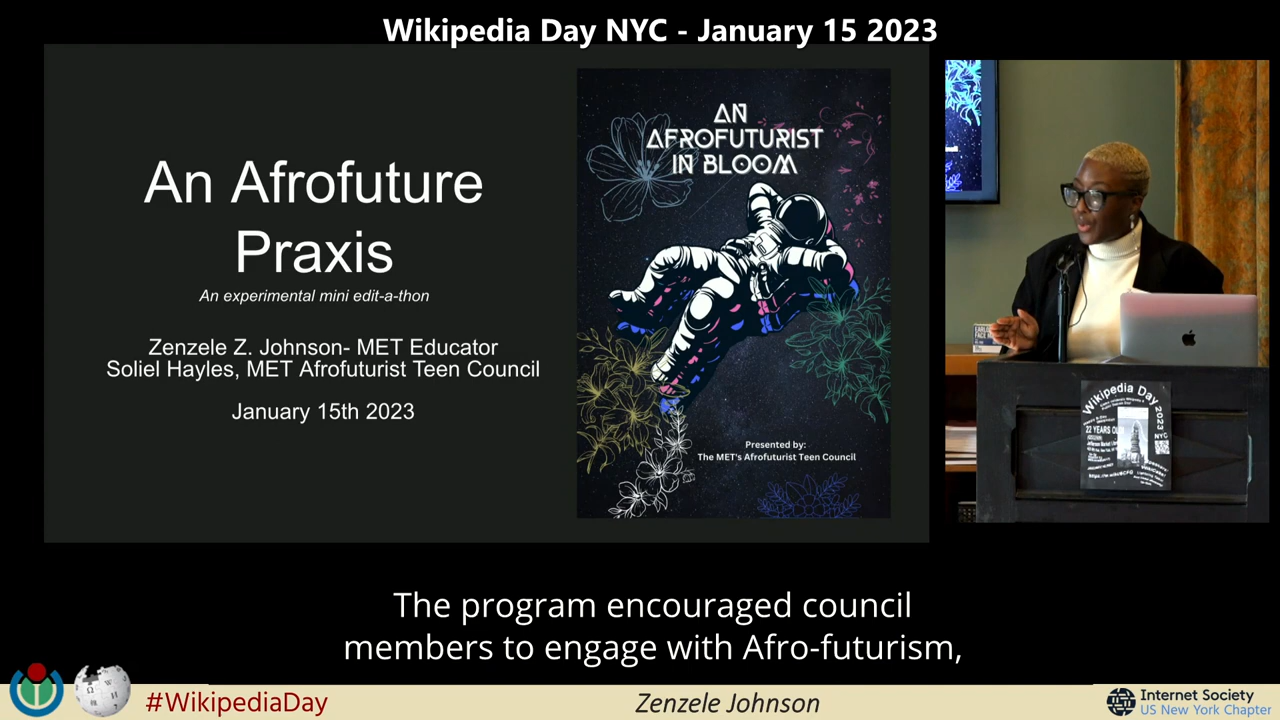 Wikipedia Day NYC - January 15 2023
An Afrofuture
Praxis
An experimental mini edit-a-thon
Zenzele Z. Johnson- MET Educator
Soliel Hayles, MET Afrofuturist Teen Council
January 15th 2023
AN
AFROFUTURIST
IN BLOOM
Presented by:
The MET's Afrofuturist Teen Council
Wikipedia Day 2023
NYC
22 YEARS
The program encouraged council
members to engage with Afro-futurism,
#WikipediaDay
Zenzele Johnson
Internet Society
US New York Chapter